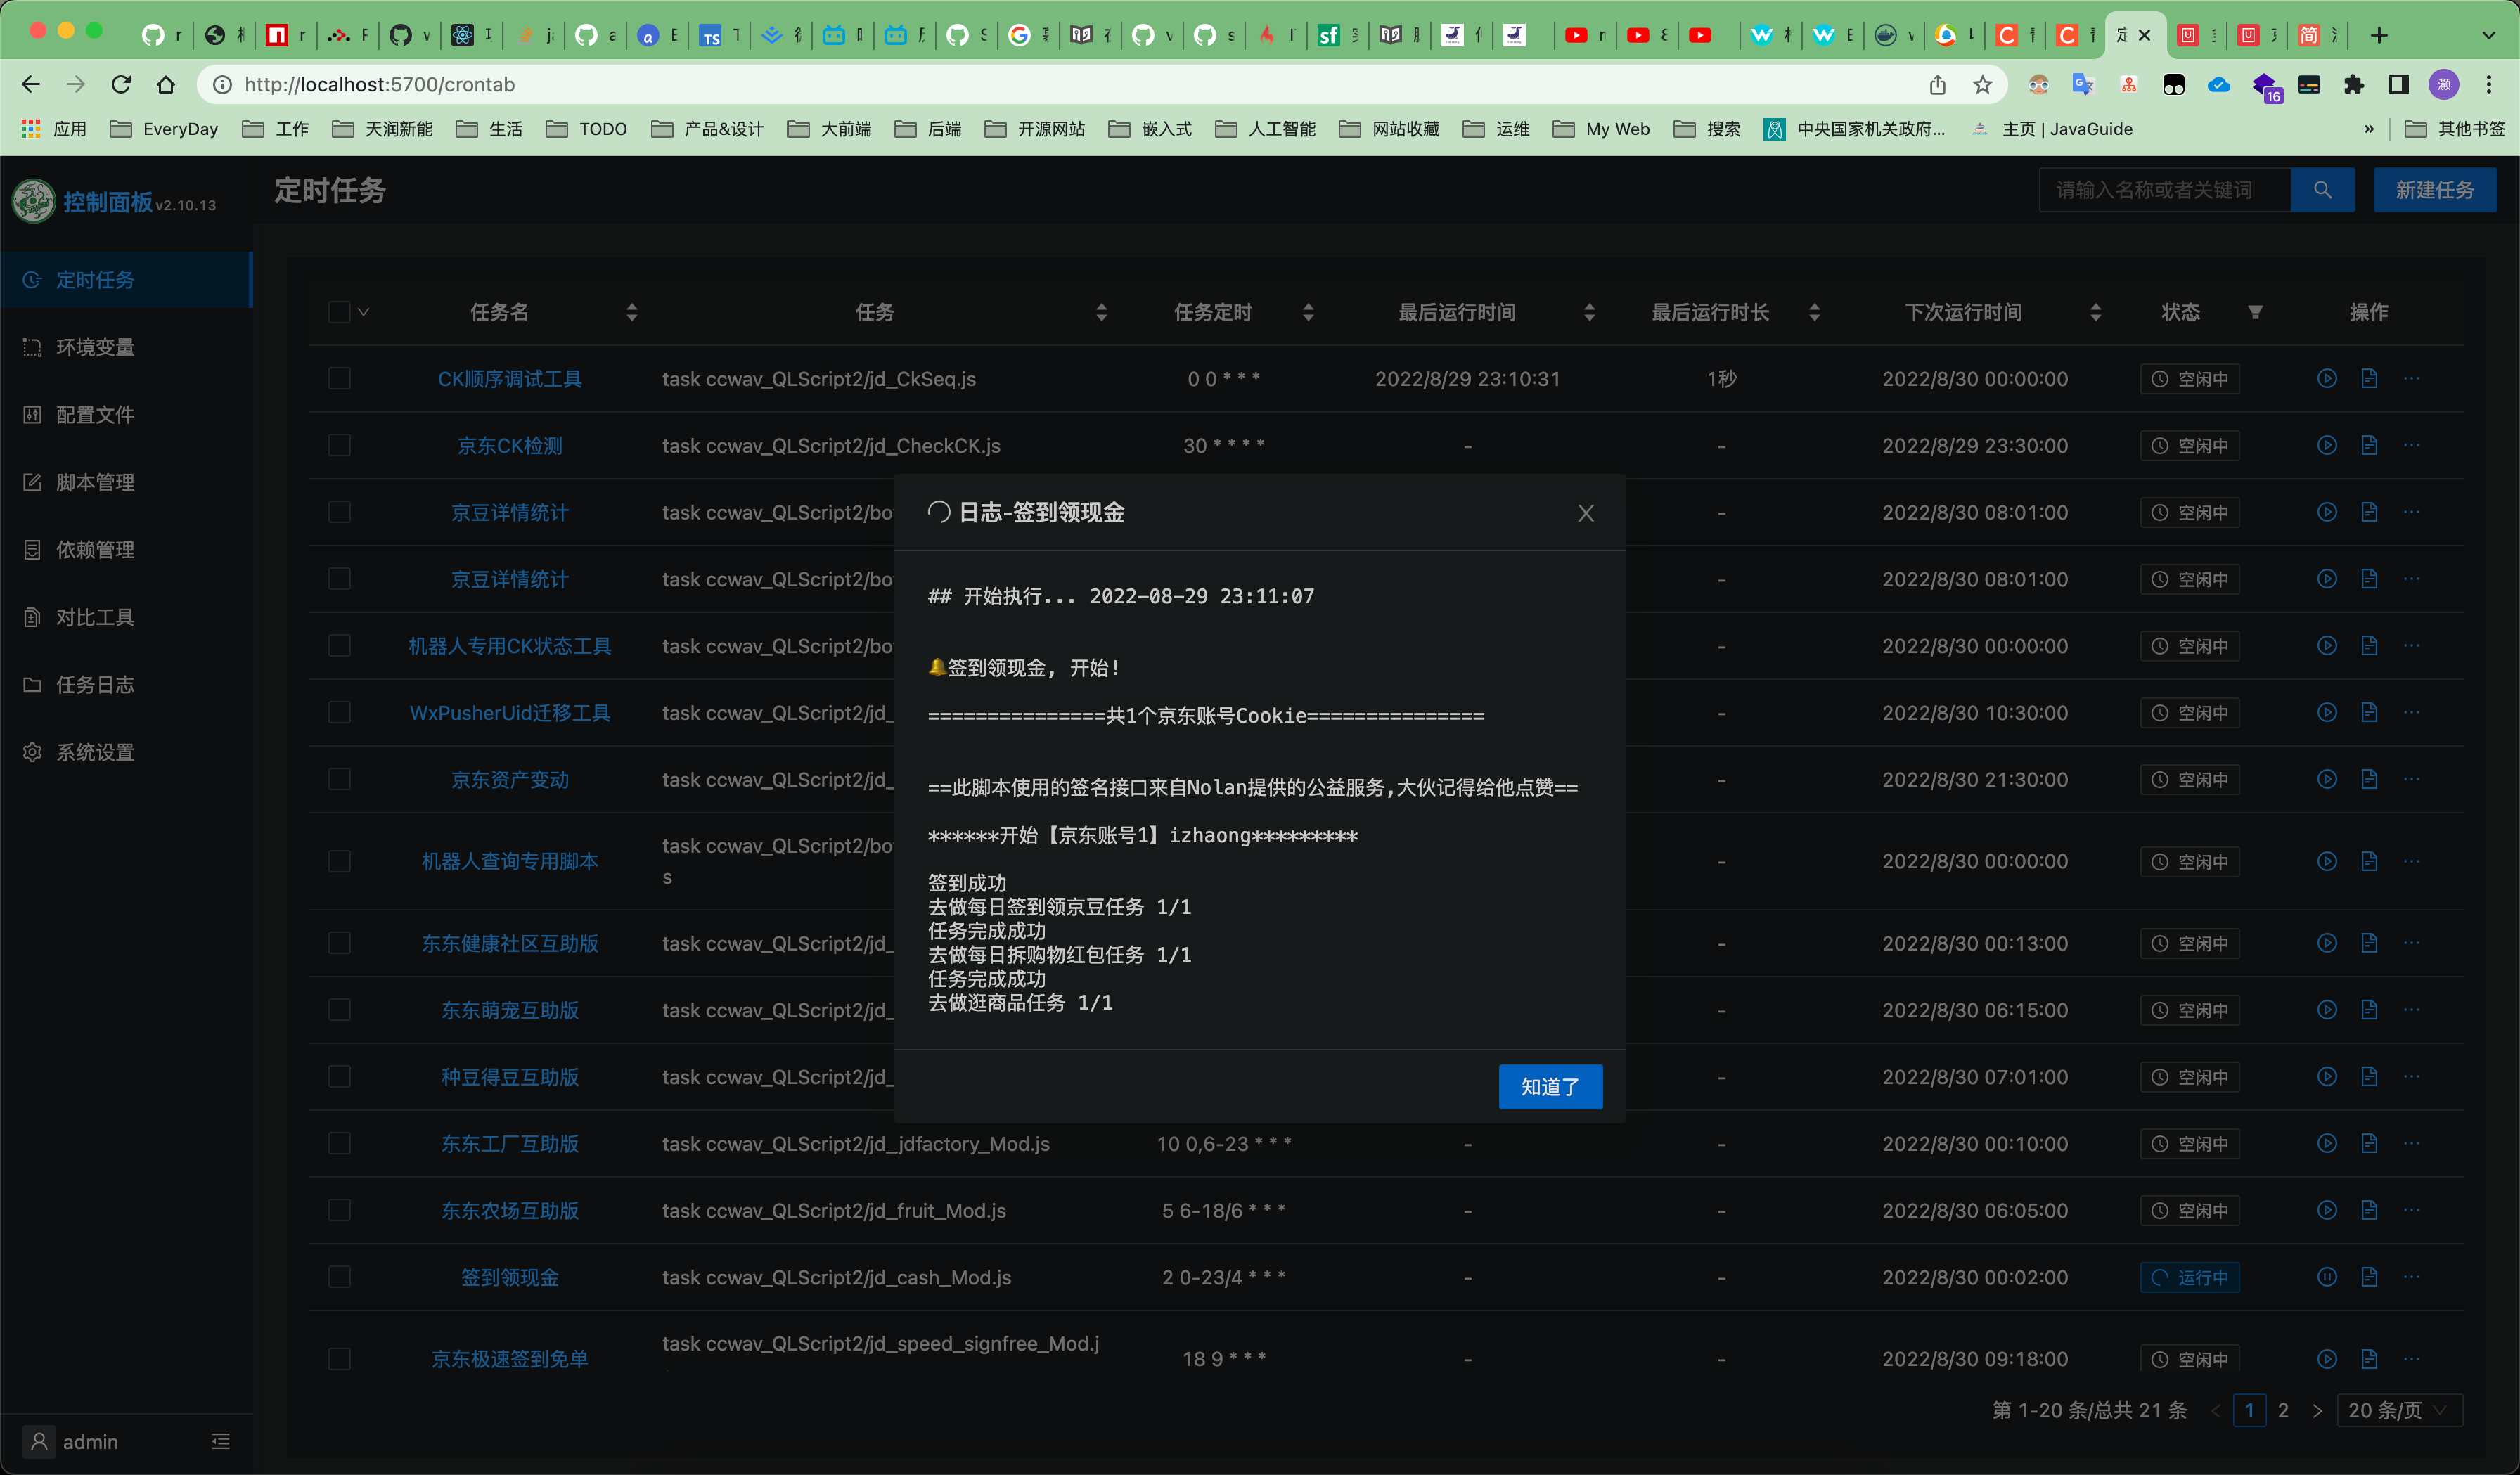 http://localhost:5700/crontab
16
灏
应用 EveryDay 工作 天润新能 生活 TODO 产品&设计 大前端 后端 开源网站 嵌入式 人工智能 网站收藏 运维 My Web 搜索 中央国家机关政府... 主页 | JavaGuide » 其他书签
控制面板 v2.10.13
定时任务
请输入名称或者关键词
新建任务
定时任务
环境变量
配置文件
脚本管理
依赖管理
对比工具
任务日志
系统设置
admin
任务名 任务 任务定时 最后运行时间 最后运行时长 下次运行时间 状态 操作
CK顺序调试工具 task ccwav_QLScript2/jd_CkSeq.js 0 0 * * * 2022/8/29 23:10:31 1秒 2022/8/30 00:00:00 空闲中 ...
京东CK检测 task ccwav_QLScript2/jd_CheckCK.js 30 * * * * - - 2022/8/29 23:30:00 空闲中 ...
京豆详情统计 task ccwav_QLScript2/bo - 2022/8/30 08:01:00 空闲中 ...
京豆详情统计 task ccwav_QLScript2/bo - 2022/8/30 08:01:00 空闲中 ...
机器人专用CK状态工具 task ccwav_QLScript2/bo - 2022/8/30 00:00:00 空闲中 ...
WxPusherUid迁移工具 task ccwav_QLScript2/jd_ - 2022/8/30 10:30:00 空闲中 ...
京东资产变动 task ccwav_QLScript2/jd_ - 2022/8/30 21:30:00 空闲中 ...
机器人查询专用脚本 task ccwav_QLScript2/bo
s - 2022/8/30 00:00:00 空闲中 ...
东东健康社区互助版 task ccwav_QLScript2/jd_ - 2022/8/30 00:13:00 空闲中 ...
东东萌宠互助版 task ccwav_QLScript2/jd_ - 2022/8/30 06:15:00 空闲中 ...
种豆得豆互助版 task ccwav_QLScript2/jd_ - 2022/8/30 07:01:00 空闲中 ...
东东工厂互助版 task ccwav_QLScript2/jd_jdfactory_Mod.js 10 0,6-23 * * * - - 2022/8/30 00:10:00 空闲中 ...
东东农场互助版 task ccwav_QLScript2/jd_fruit_Mod.js 5 6-18/6 * * * - - 2022/8/30 06:05:00 空闲中 ...
签到领现金 task ccwav_QLScript2/jd_cash_Mod.js 2 0-23/4 * * * - - 2022/8/30 00:02:00 运行中 ...
京东极速签到免单 task ccwav_QLScript2/jd_speed_signfree_Mod.j 18 9 * * * - - 2022/8/30 09:18:00 空闲中 ...
第 1-20 条/总共 21 条 < 1 2 > 20 条/页
日志-签到领现金
## 开始执行... 2022-08-29 23:11:07
🔔签到领现金, 开始!
===============共1个京东账号Cookie===============
==此脚本使用的签名接口来自Nolan提供的公益服务,大伙记得给他点赞==
******开始【京东账号1】izhaong*********
签到成功
去做每日签到领京豆任务 1/1
任务完成成功
去做每日拆购物红包任务 1/1
任务完成成功
去做逛商品任务 1/1
知道了